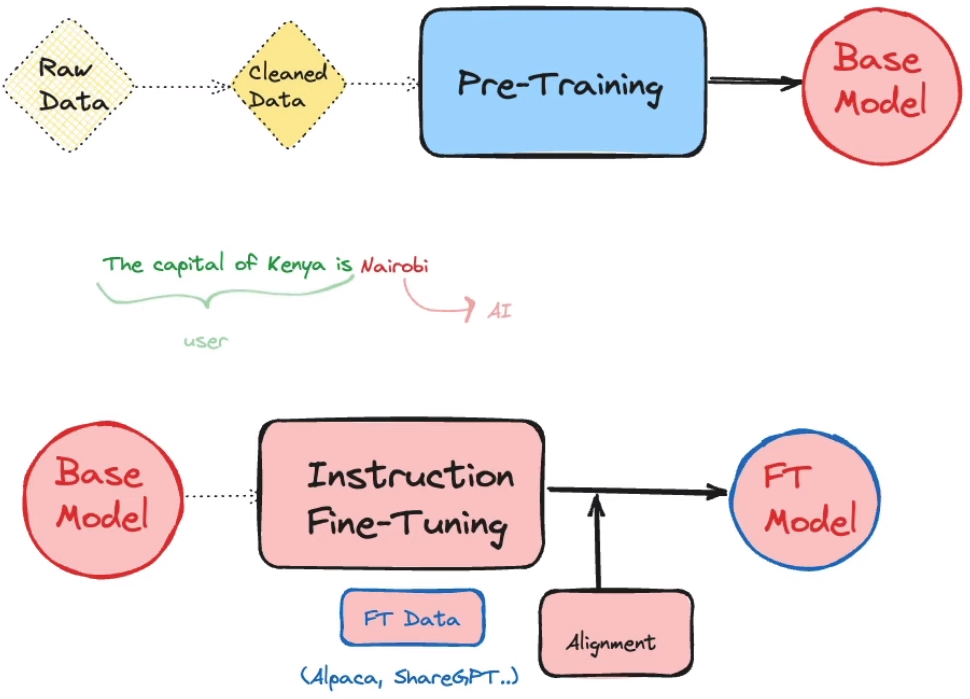 Raw
Data
Cleaned
Data
Pre-Training
Base
Model
The capital of Kenya is Nairobi
AI
user
Base
Model
Instruction
Fine-Tuning
FT
Model
FT Data
Alignment
(Alpaca, ShareGPT..)